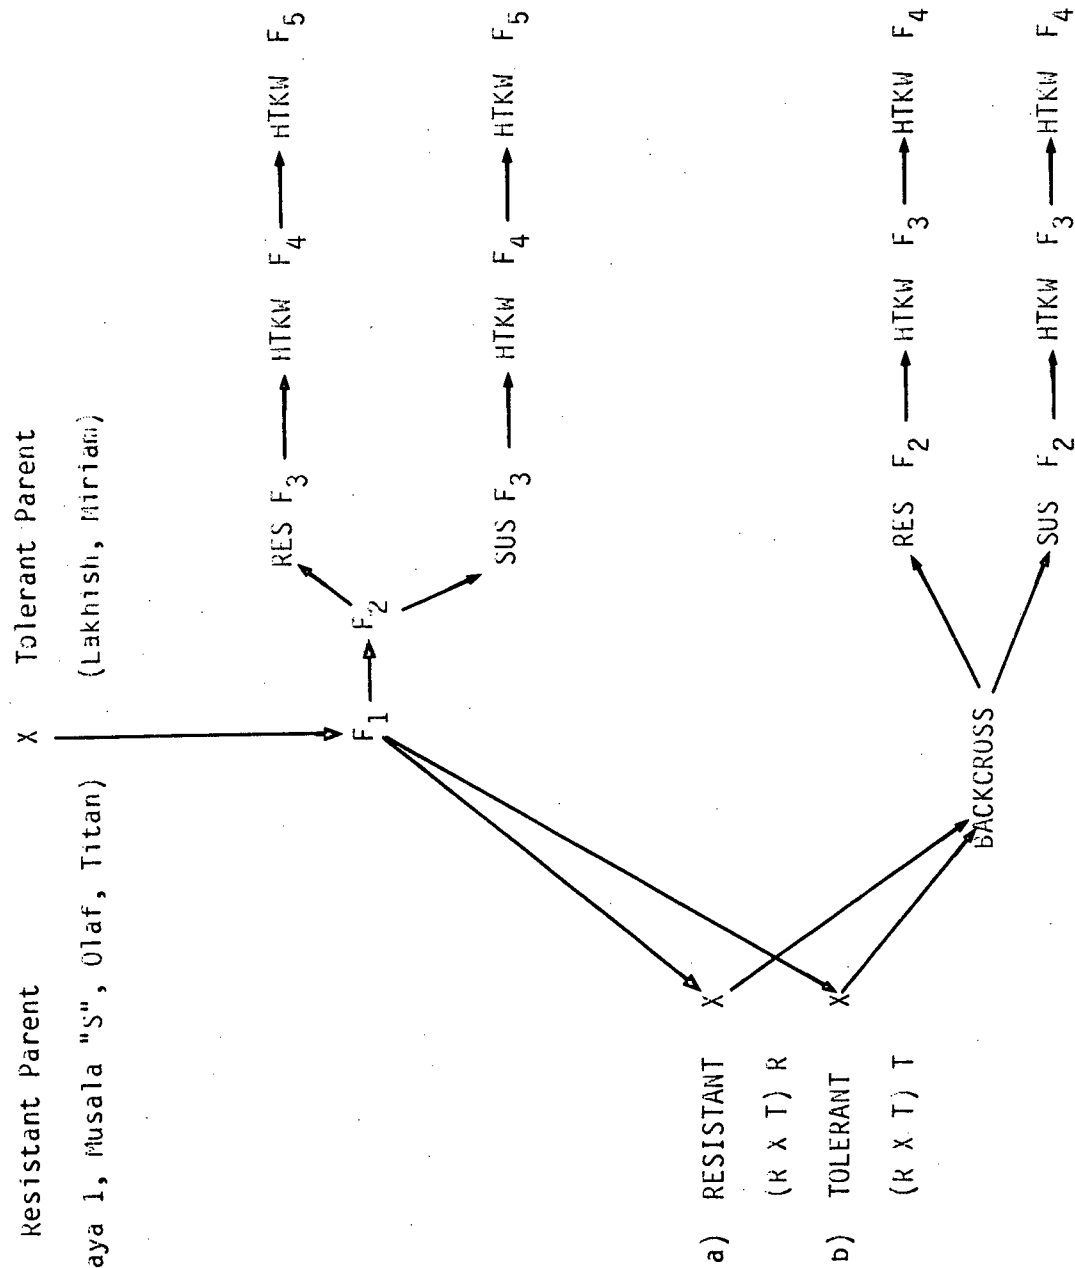 Resistant Parent X Tolerant Parent
aya 1, Musala "S", Olaf, Titan) (Lakhish, Miriam)
RES F3 HTKW F4 HTKW F5
F1 F2
SUS F3 HTKW F4 HTKW F5
a) RESISTANT X
(R X T) R
b) TOLERANT X
(R X T) T
RES F2 HTKW F3 HTKW F4
BACKCROSS
SUS F2 HTKW F3 HTKW F4